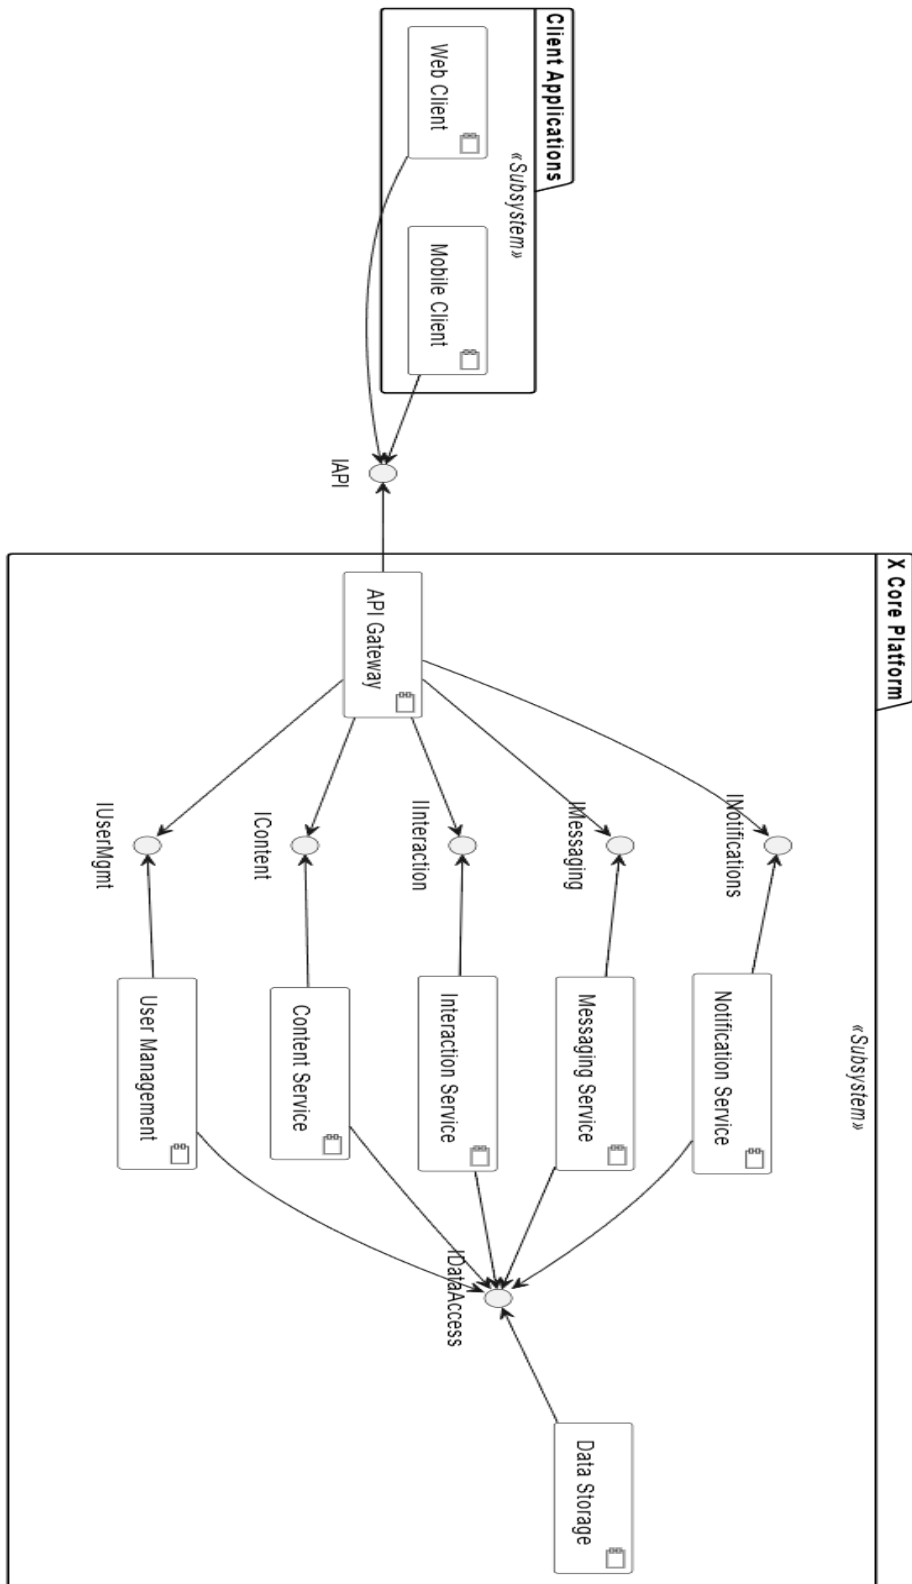 Client Applications
«Subsystem»
Web Client
Mobile Client
IAPI
X Core Platform
«Subsystem»
API Gateway
INotifications
IMessaging
IInteraction
IContent
IUserMgmt
Notification Service
Messaging Service
Interaction Service
Content Service
User Management
IDataAccess
Data Storage